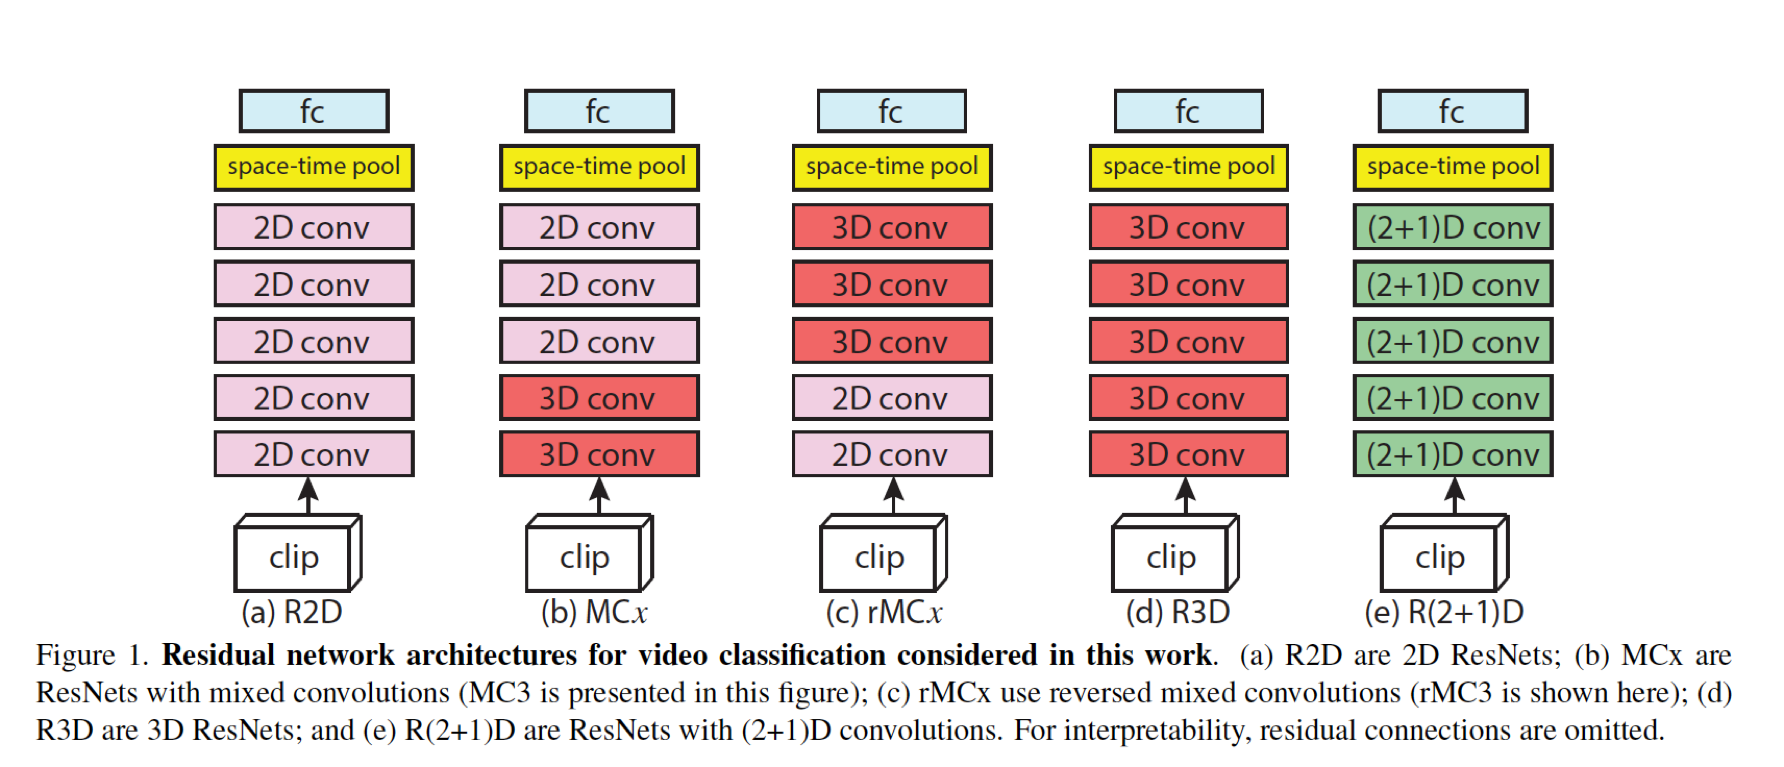 fc fc fc fc fc
space-time pool space-time pool space-time pool space-time pool space-time pool
2D conv 2D conv 3D conv 3D conv (2+1)D conv
2D conv 2D conv 3D conv 3D conv (2+1)D conv
2D conv 2D conv 3D conv 3D conv (2+1)D conv
2D conv 3D conv 2D conv 3D conv (2+1)D conv
2D conv 3D conv 2D conv 3D conv (2+1)D conv
clip clip clip clip clip
(a) R2D (b) MCx (c) rMCx (d) R3D (e) R(2+1)D
Figure 1. Residual network architectures for video classification considered in this work. (a) R2D are 2D ResNets; (b) MCx are
ResNets with mixed convolutions (MC3 is presented in this figure); (c) rMCx use reversed mixed convolutions (rMC3 is shown here); (d)
R3D are 3D ResNets; and (e) R(2+1)D are ResNets with (2+1)D convolutions. For interpretability, residual connections are omitted.